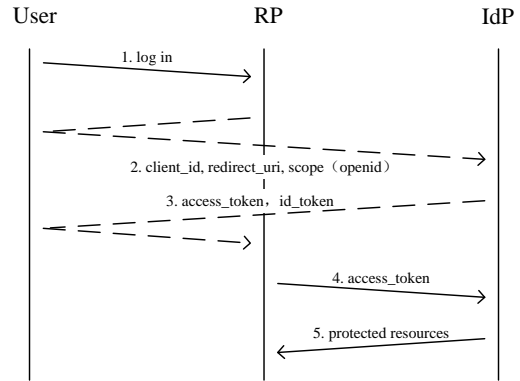 User RP IdP
1. log in
2. client_id, redirect_uri, scope（openid）
3. access_token，id_token
4. access_token
5. protected resources